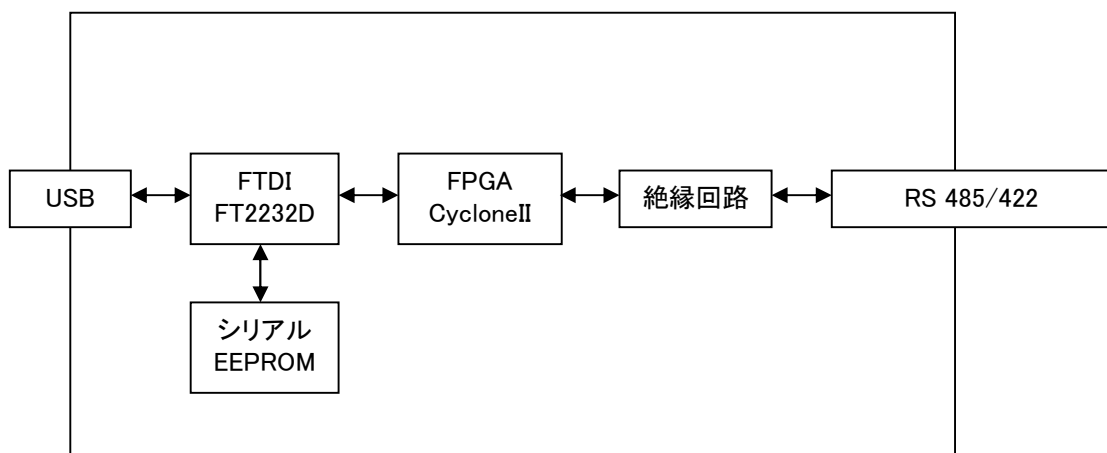 USB
FTDI
FT2232D
FPGA
CycloneII
絶縁回路
RS 485/422
シリアル
EEPROM